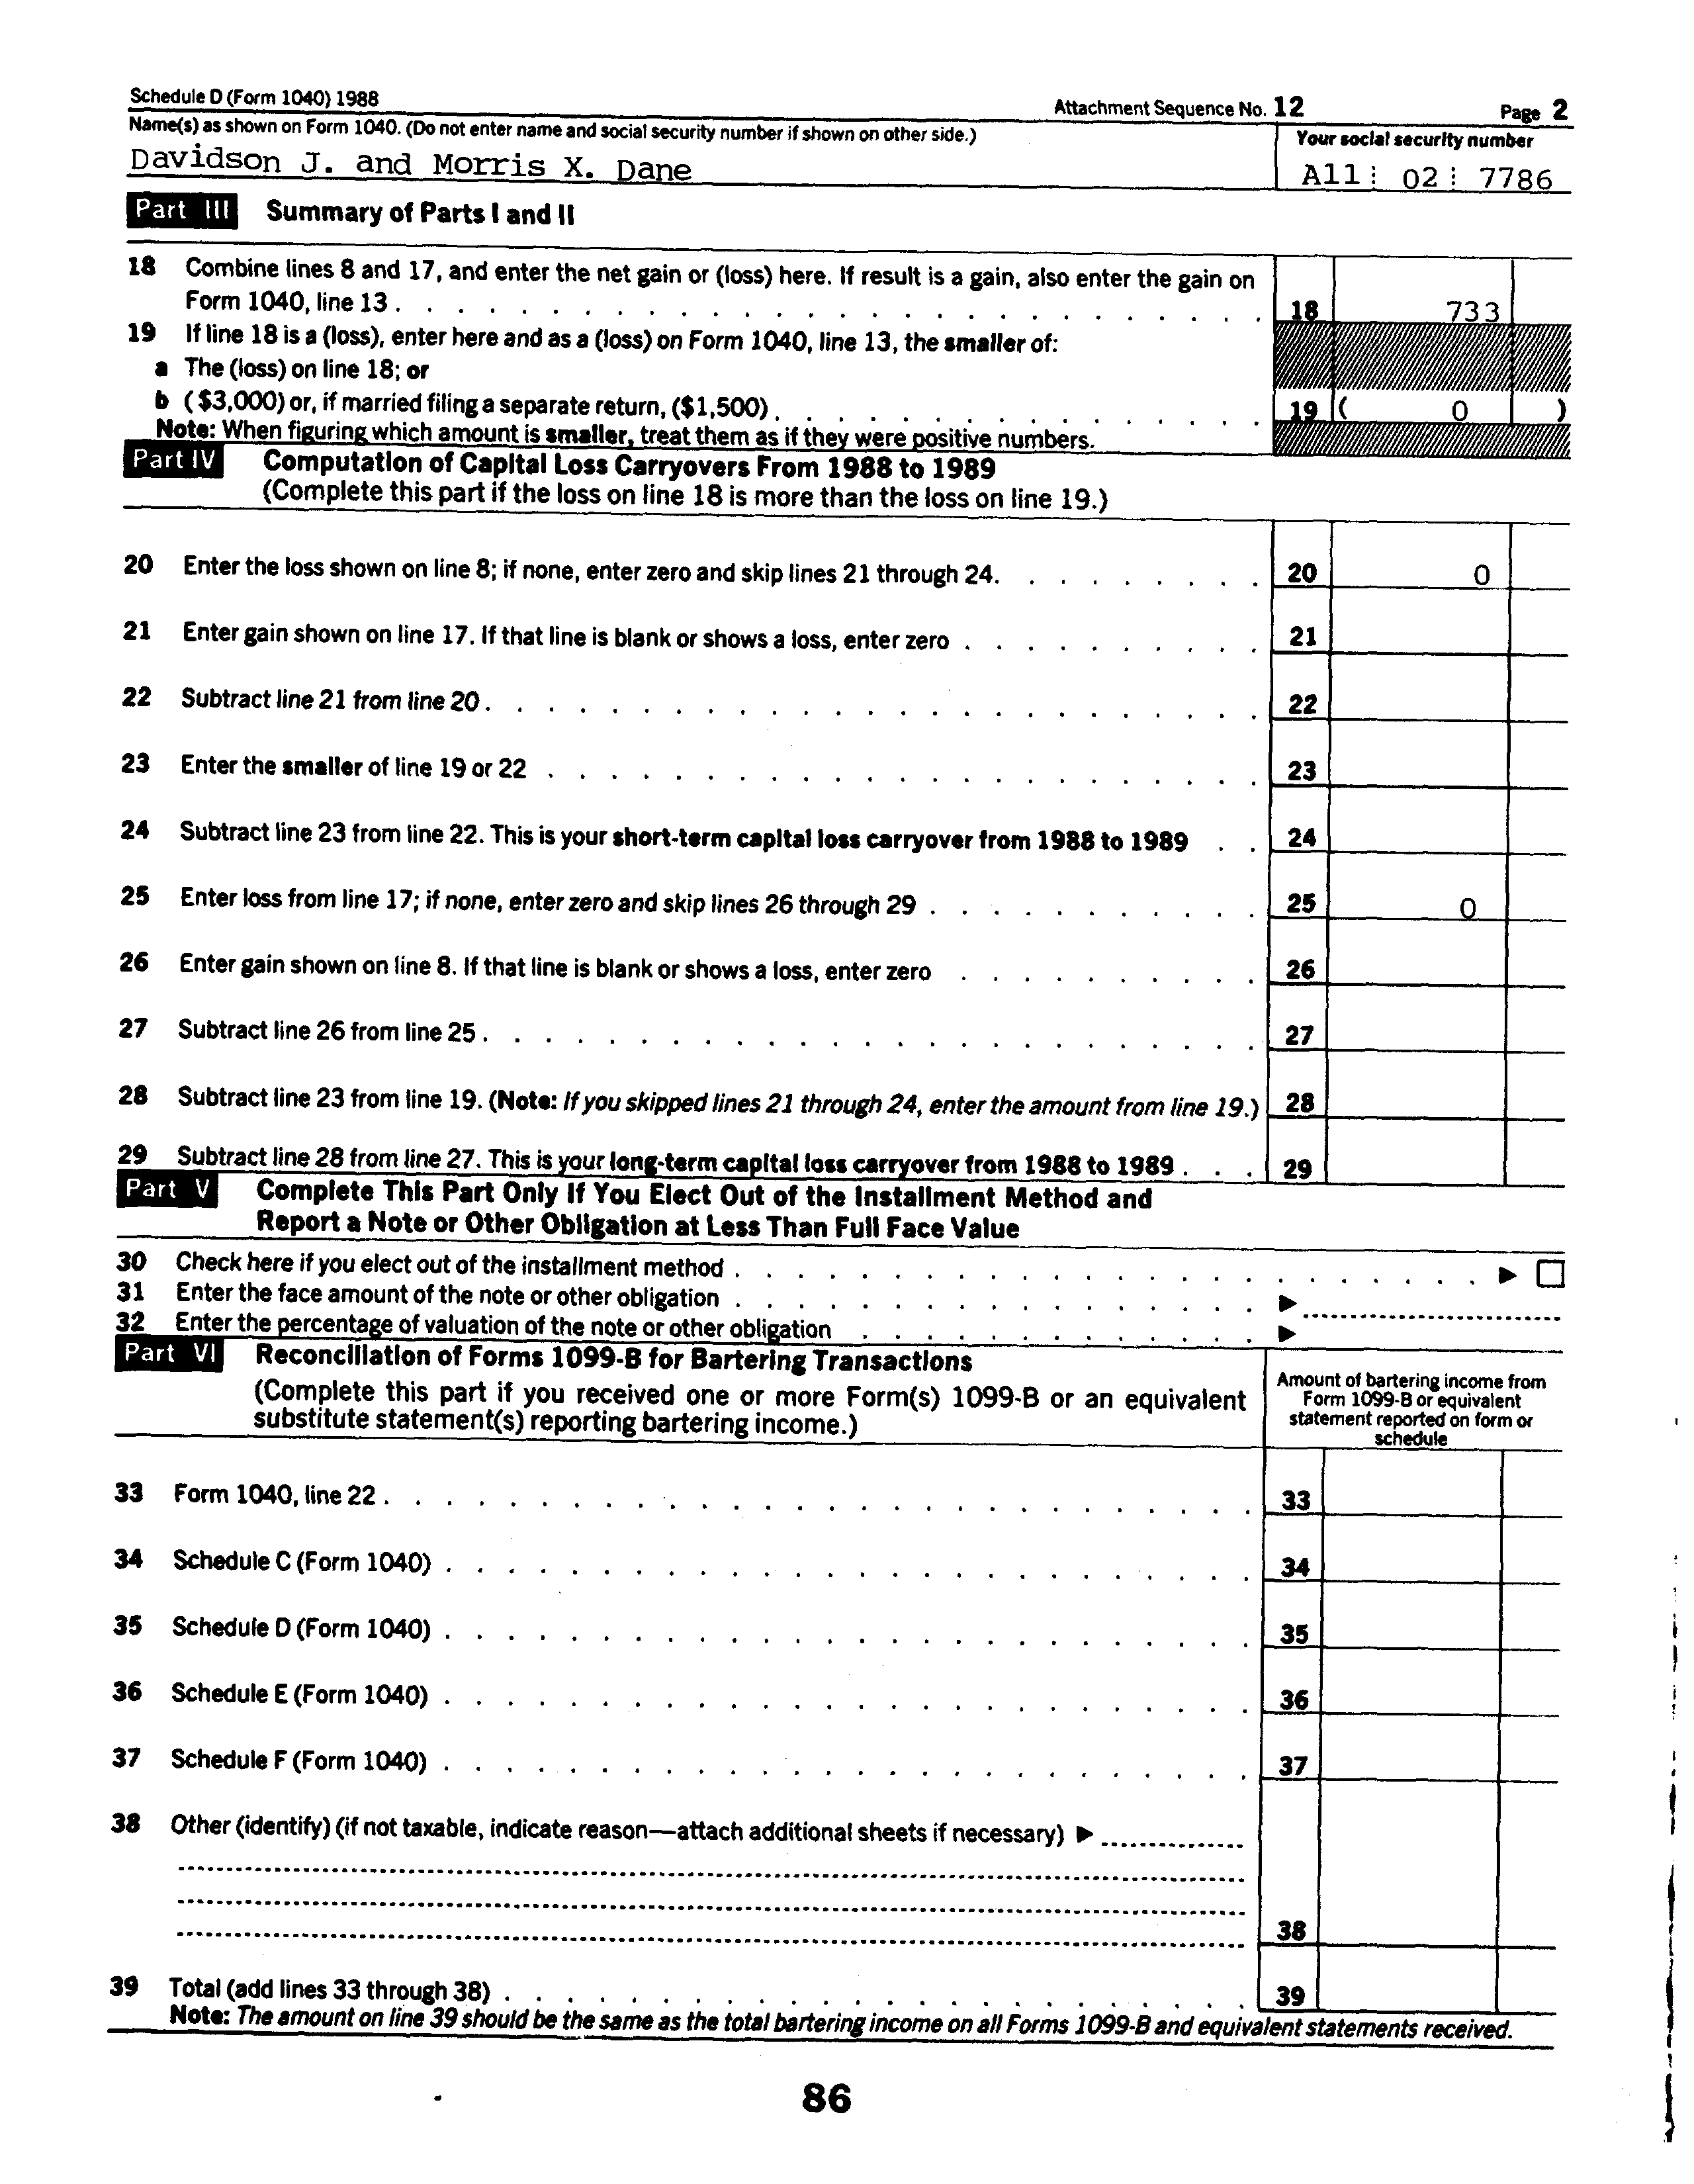 Schedule D (Form 1040) 1988
Attachment Sequence No. 12
Page 2
Name(s) as shown on Form 1040. (Do not enter name and social security number if shown on other side.)
Your social security number
Davidson J. and Morris X. Dane
A11 02 7786
Part III Summary of Parts I and II
18 Combine lines 8 and 17, and enter the net gain or (loss) here. If result is a gain, also enter the gain on
Form 1040, line 13 . . . . . . . . . . . . . . . . . . . . . . . . . . . . 18 733
19 If line 18 is a (loss), enter here and as a (loss) on Form 1040, line 13, the smaller of:
a The (loss) on line 18; or
b ($3,000) or, if married filing a separate return, ($1,500) . . . . . . . . . . . . . . . . 19 ( 0 )
Note: When figuring which amount is smaller, treat them as if they were positive numbers.
Part IV Computation of Capital Loss Carryovers From 1988 to 1989
(Complete this part if the loss on line 18 is more than the loss on line 19.)
20 Enter the loss shown on line 8; if none, enter zero and skip lines 21 through 24. . . . . . . . . 20 0
21 Enter gain shown on line 17. If that line is blank or shows a loss, enter zero . . . . . . . . . . 21
22 Subtract line 21 from line 20 . . . . . . . . . . . . . . . . . . . . . . . . . 22
23 Enter the smaller of line 19 or 22 . . . . . . . . . . . . . . . . . . . . . . . 23
24 Subtract line 23 from line 22. This is your short-term capital loss carryover from 1988 to 1989 . . 24
25 Enter loss from line 17; if none, enter zero and skip lines 26 through 29 . . . . . . . . . . . 25 0
26 Enter gain shown on line 8. If that line is blank or shows a loss, enter zero . . . . . . . . . . 26
27 Subtract line 26 from line 25 . . . . . . . . . . . . . . . . . . . . . . . . . 27
28 Subtract line 23 from line 19. (Note: If you skipped lines 21 through 24, enter the amount from line 19.) 28
29 Subtract line 28 from line 27. This is your long-term capital loss carryover from 1988 to 1989 . . . 29
Part V Complete This Part Only If You Elect Out of the Installment Method and
Report a Note or Other Obligation at Less Than Full Face Value
30 Check here if you elect out of the installment method . . . . . . . . . . . . . . . . . . . . . . . . ▶ ☐
31 Enter the face amount of the note or other obligation . . . . . . . . . . . . . . . . . ▶
32 Enter the percentage of valuation of the note or other obligation . . . . . . . . . . . . . ▶
Part VI Reconciliation of Forms 1099-B for Bartering Transactions
(Complete this part if you received one or more Form(s) 1099-B or an equivalent
substitute statement(s) reporting bartering income.)
Amount of bartering income from
Form 1099-B or equivalent
statement reported on form or
schedule
33 Form 1040, line 22 . . . . . . . . . . . . . . . . . . . . . . . . . . . . 33
34 Schedule C (Form 1040) . . . . . . . . . . . . . . . . . . . . . . . . . . 34
35 Schedule D (Form 1040) . . . . . . . . . . . . . . . . . . . . . . . . . . 35
36 Schedule E (Form 1040) . . . . . . . . . . . . . . . . . . . . . . . . . . 36
37 Schedule F (Form 1040) . . . . . . . . . . . . . . . . . . . . . . . . . . 37
38 Other (identify) (if not taxable, indicate reason—attach additional sheets if necessary) ▶
38
39 Total (add lines 33 through 38) . . . . . . . . . . . . . . . . . . . . . . . . 39
Note: The amount on line 39 should be the same as the total bartering income on all Forms 1099-B and equivalent statements received.
86